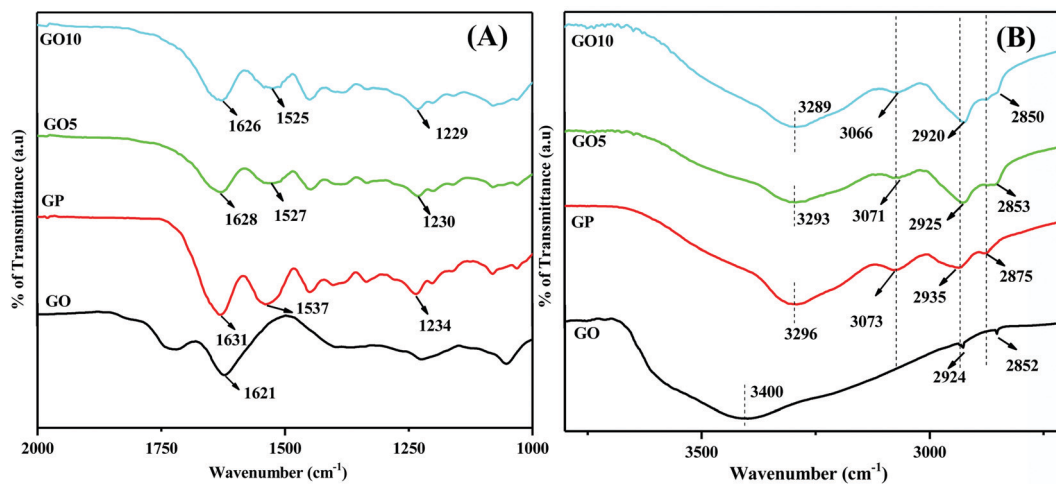 (A)
% of Transmittance (a.u)
GO10
1626
1525
1229
GO5
1628
1527
1230
GP
1631
1537
1234
GO
1621
2000 1750 1500 1250 1000
Wavenumber (cm⁻¹)
(B)
% of Transmittance (a.u)
GO10
3289
3066
2920
2850
GO5
3293
3071
2925
2853
GP
3296
3073
2935
2875
GO
3400
2924
2852
3500 3000
Wavenumber (cm⁻¹)